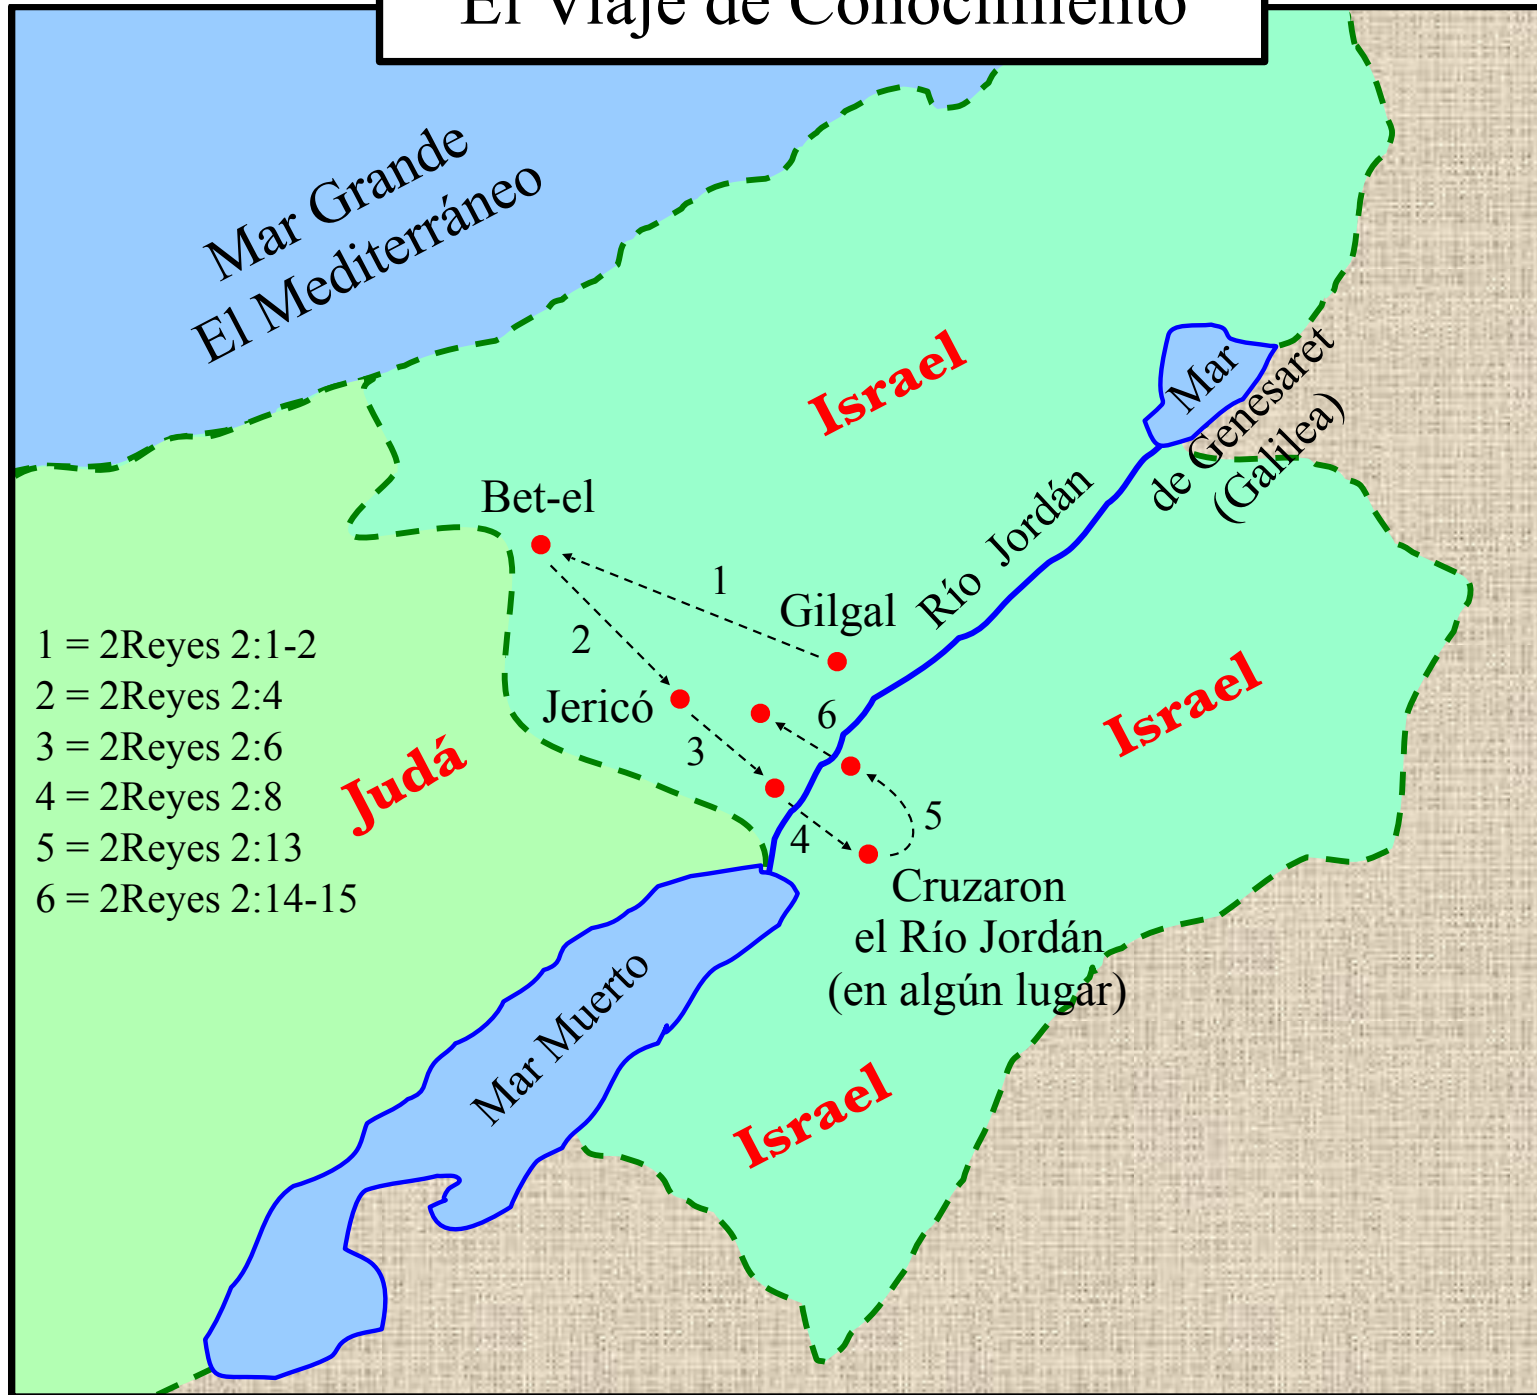 El Viaje de Conocimiento
Mar Grande
El Mediterráneo
Israel
Mar
de Genesaret
(Galilea)
Río Jordán
Bet-el
1
Gilgal
2
1 = 2Reyes 2:1-2
2 = 2Reyes 2:4
3 = 2Reyes 2:6
4 = 2Reyes 2:8
5 = 2Reyes 2:13
6 = 2Reyes 2:14-15
Jericó
6
3
Judá
Israel
4
5
Cruzaron
el Río Jordán
(en algún lugar)
Mar Muerto
Israel